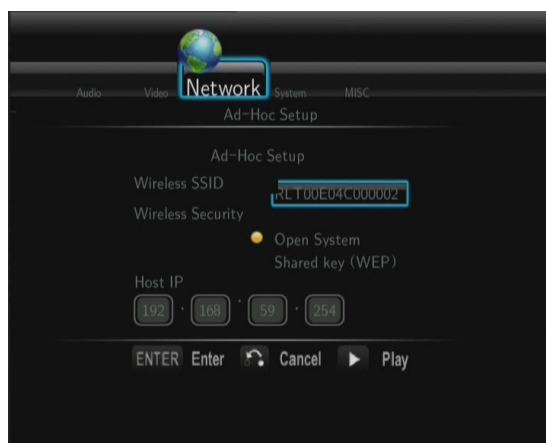 Audio Video Network System MISC
Ad-Hoc Setup
Ad-Hoc Setup
Wireless SSID RLT00E04C000002
Wireless Security
Open System
Shared key (WEP)
Host IP
192 . 168 . 59 . 254
ENTER Enter Cancel Play